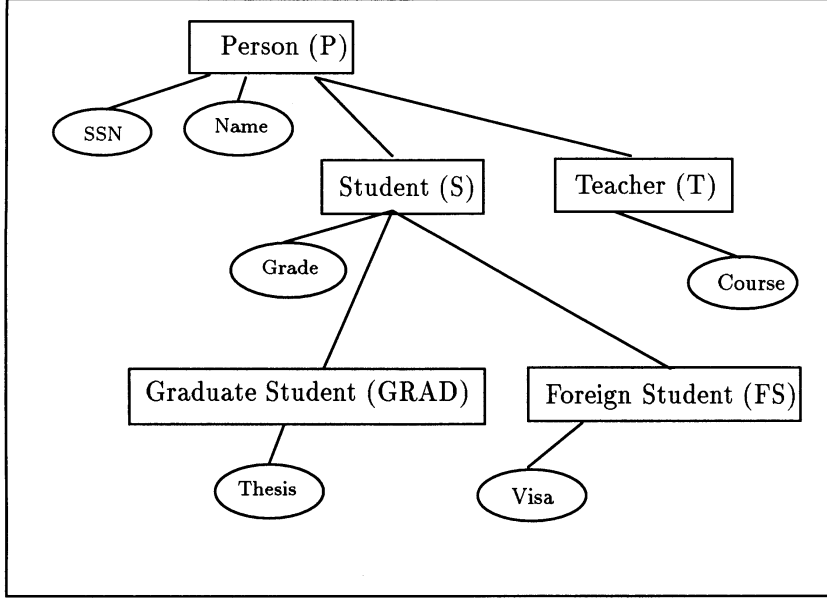 Person (P)
SSN
Name
Student (S)
Teacher (T)
Grade
Course
Graduate Student (GRAD)
Foreign Student (FS)
Thesis
Visa